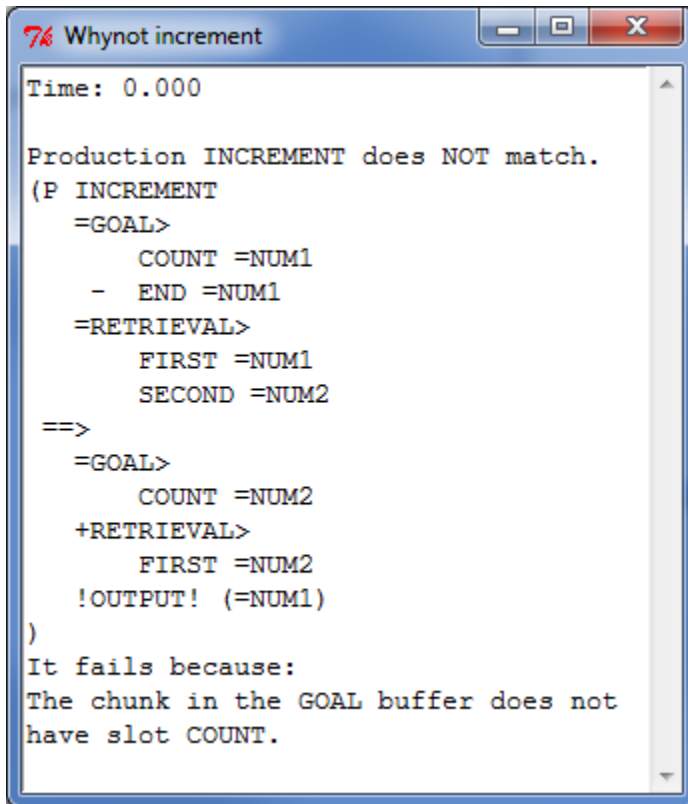 Whynot increment
Time: 0.000
Production INCREMENT does NOT match.
(P INCREMENT
=GOAL>
COUNT =NUM1
- END =NUM1
=RETRIEVAL>
FIRST =NUM1
SECOND =NUM2
==>
=GOAL>
COUNT =NUM2
+RETRIEVAL>
FIRST =NUM2
!OUTPUT! (=NUM1)
)
It fails because:
The chunk in the GOAL buffer does not
have slot COUNT.